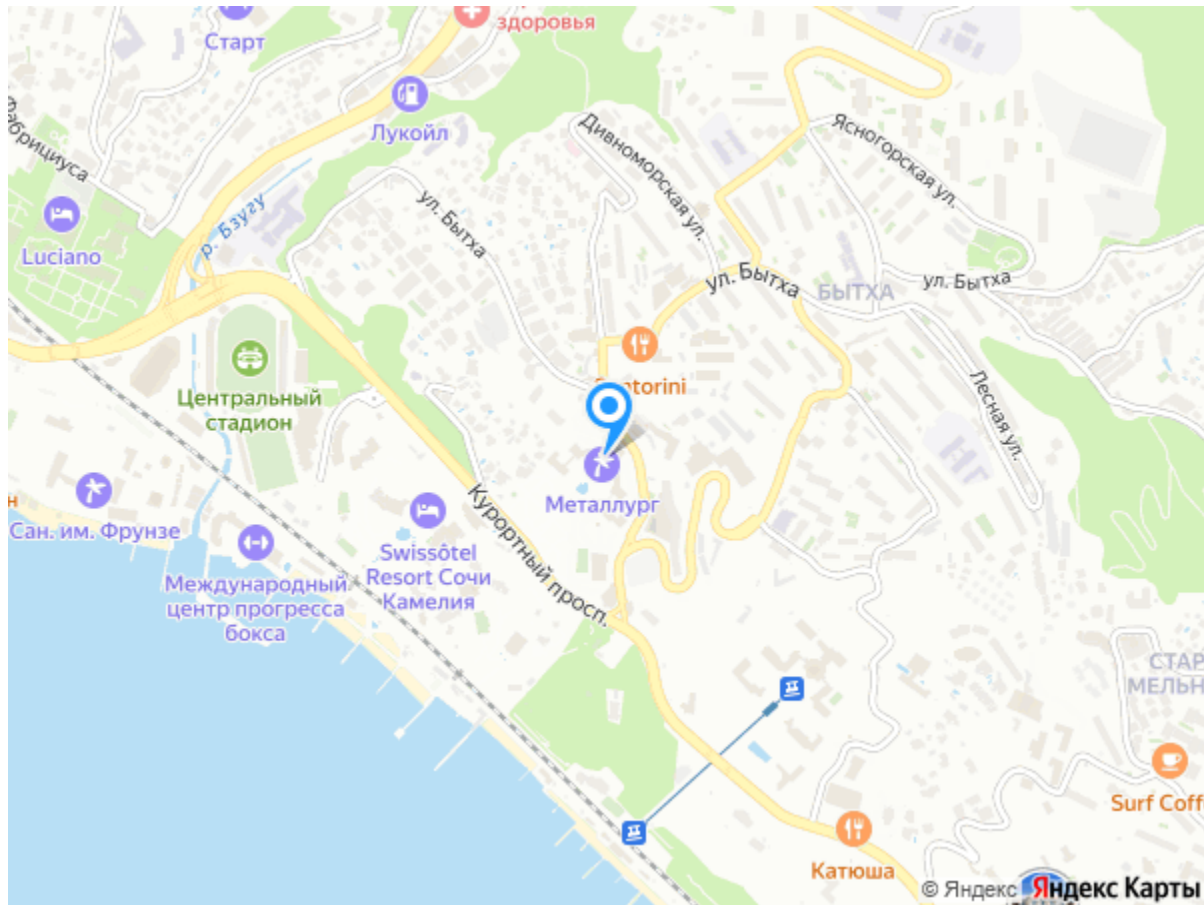 здоровья
Старт
Лукойл
Фабрициуса
Luciano
р. Бзугу
ул. Бытха
Дивноморская ул.
Ясногорская ул.
ул. Бытха
БЫТХА
ул. Бытха
Лесная ул.
Центральный
стадион
Металлург
Сан. им. Фрунзе
Международный
центр прогресса
бокса
Swissôtel
Resort Сочи
Камелия
Курортный просп.
СТАР
МЕЛЬН
Surf Coff
Катюша
© Яндекс Яндекс Карты